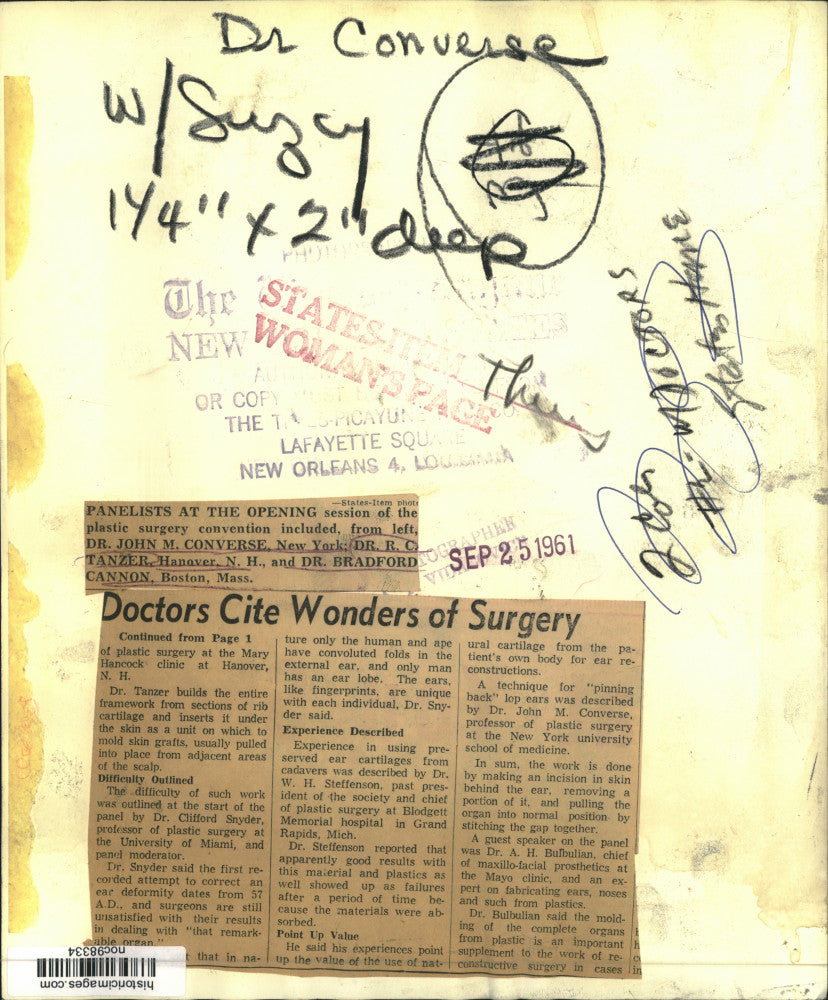 Dr Converse
W/Suzy
1 1/4" x 2" deep
The
NEW
STATES-ITEM
WOMAN'S PAGE
OR COPY
THE TIMES-PICAYUNE
LAFAYETTE SQUARE
NEW ORLEANS 4, LOUISIANA
2 Col
DOCTORS
States Home
—States-Item photo
PANELISTS AT THE OPENING session of the
plastic surgery convention included, from left,
DR. JOHN M. CONVERSE, New York; DR. R. C.
TANZER, Hanover, N. H., and DR. BRADFORD
CANNON, Boston, Mass.
SEP 25 1961
Doctors Cite Wonders of Surgery
Continued from Page 1
of plastic surgery at the Mary
Hancock clinic at Hanover,
N. H.
Dr. Tanzer builds the entire
framework from sections of rib
cartilage and inserts it under
the skin as a unit on which to
mold skin grafts, usually pulled
into place from adjacent areas
of the scalp.
Difficulty Outlined
The difficulty of such work
was outlined at the start of the
panel by Dr. Clifford Snyder,
professor of plastic surgery at
the University of Miami, and
panel moderator.
Dr. Snyder said the first re-
corded attempt to correct an
ear deformity dates from 57
A.D., and surgeons are still
unsatisfied with their results
in dealing with "that remark-
able organ."
t that in na-
ture only the human and ape
have convoluted folds in the
external ear, and only man
has an ear lobe. The ears,
like fingerprints, are unique
with each individual, Dr. Sny-
der said.
Experience Described
Experience in using pre-
served ear cartilages from
cadavers was described by Dr.
W. H. Steffenson, past pres-
ident of the society and chief
of plastic surgery at Blodgett
Memorial hospital in Grand
Rapids, Mich.
Dr. Steffenson reported that
apparently good results with
this material and plastics as
well showed up as failures
after a period of time be-
cause the materials were ab-
sorbed.
Point Up Value
He said his experiences point
up the value of the use of nat-
ural cartilage from the pa-
tient's own body for ear re-
constructions.
A technique for "pinning
back" lop ears was described
by Dr. John M. Converse,
professor of plastic surgery
at the New York university
school of medicine.
In sum, the work is done
by making an incision in skin
behind the ear, removing a
portion of it, and pulling the
organ into normal position by
stitching the gap together.
A guest speaker on the panel
was Dr. A. H. Bulbulian, chief
of maxillo-facial prosthetics at
the Mayo clinic, and an ex-
pert on fabricating ears, noses
and such from plastics.
Dr. Bulbulian said the mold-
ing of the complete organs
from plastic is an important
supplement to the work of re-
constructive surgery in cases
historicimages.com
noc98334